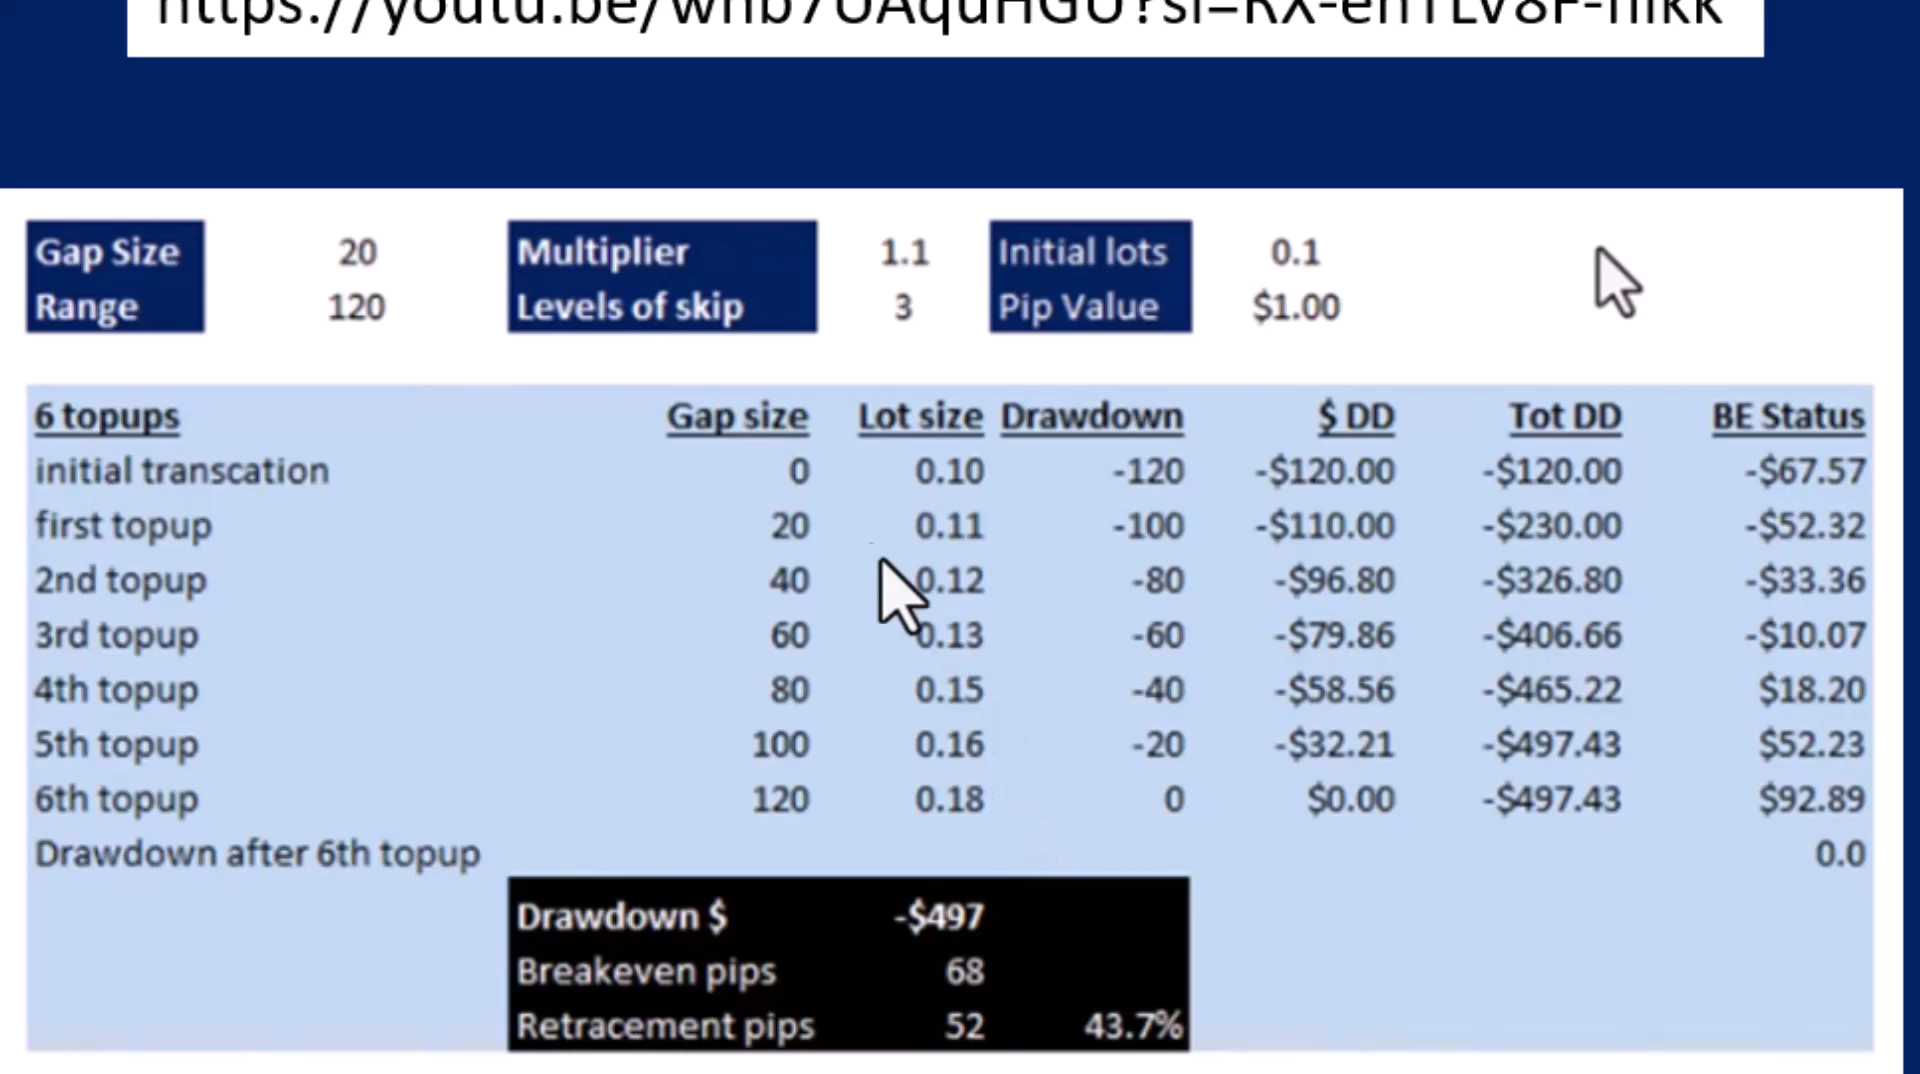 Gap Size 20 Multiplier 1.1 Initial lots 0.1
Range 120 Levels of skip 3 Pip Value $1.00
6 topups Gap size Lot size Drawdown $ DD Tot DD BE Status
initial transcation 0 0.10 -120 -$120.00 -$120.00 -$67.57
first topup 20 0.11 -100 -$110.00 -$230.00 -$52.32
2nd topup 40 0.12 -80 -$96.80 -$326.80 -$33.36
3rd topup 60 0.13 -60 -$79.86 -$406.66 -$10.07
4th topup 80 0.15 -40 -$58.56 -$465.22 $18.20
5th topup 100 0.16 -20 -$32.21 -$497.43 $52.23
6th topup 120 0.18 0 $0.00 -$497.43 $92.89
Drawdown after 6th topup 0.0
Drawdown $ -$497
Breakeven pips 68
Retracement pips 52 43.7%